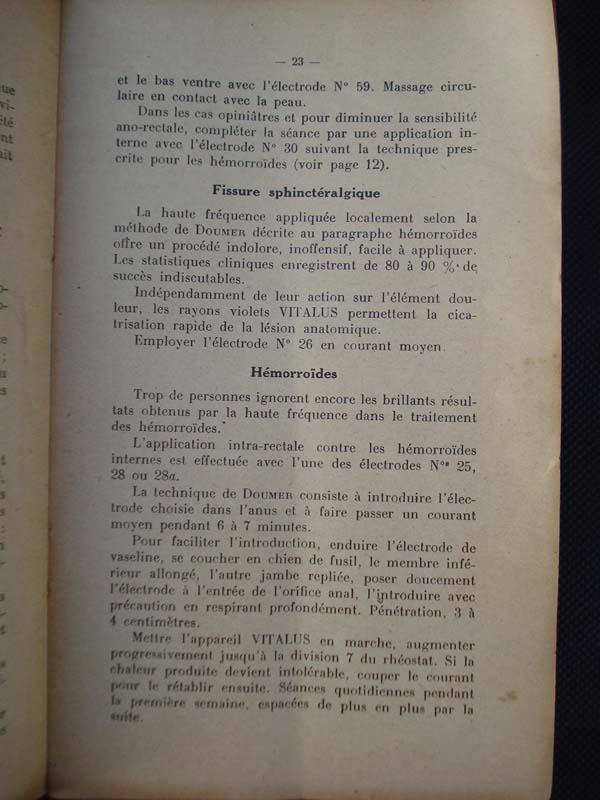 — 23 —
et le bas ventre avec l'électrode N° 59. Massage circu-
laire en contact avec la peau.
Dans les cas opiniâtres et pour diminuer la sensibilité
ano-rectale, compléter la séance par une application in-
terne avec l'électrode N° 30 suivant la technique pres-
crite pour les hémorroïdes (voir page 12).
Fissure sphinctéralgique
La haute fréquence appliquée localement selon la
méthode de DOUMER décrite au paragraphe hémorroïdes
offre un procédé indolore, inoffensif, facile à appliquer.
Les statistiques cliniques enregistrent de 80 à 90 % de
succès indiscutables.
Indépendamment de leur action sur l'élément dou-
leur, les rayons violets VITALUS permettent la cica-
trisation rapide de la lésion anatomique.
Employer l'électrode N° 26 en courant moyen.
Hémorroïdes
Trop de personnes ignorent encore les brillants résul-
tats obtenus par la haute fréquence dans le traitement
des hémorroïdes.
L'application intra-rectale contre les hémorroïdes
internes est effectuée avec l'une des électrodes Nos 25,
28 ou 28a.
La technique de DOUMER consiste à introduire l'élec-
trode choisie dans l'anus et à faire passer un courant
moyen pendant 6 à 7 minutes.
Pour faciliter l'introduction, enduire l'électrode de
vaseline, se coucher en chien de fusil, le membre infé-
rieur allongé, l'autre jambe repliée, poser doucement
l'électrode à l'entrée de l'orifice anal, l'introduire avec
précaution en respirant profondément. Pénétration, 3 à
4 centimètres.
Mettre l'appareil VITALUS en marche, augmenter
progressivement jusqu'à la division 7 du rhéostat. Si la
chaleur produite devient intolérable, couper le courant
pour le rétablir ensuite. Séances quotidiennes pendant
la première semaine, espacées de plus en plus par la
suite.